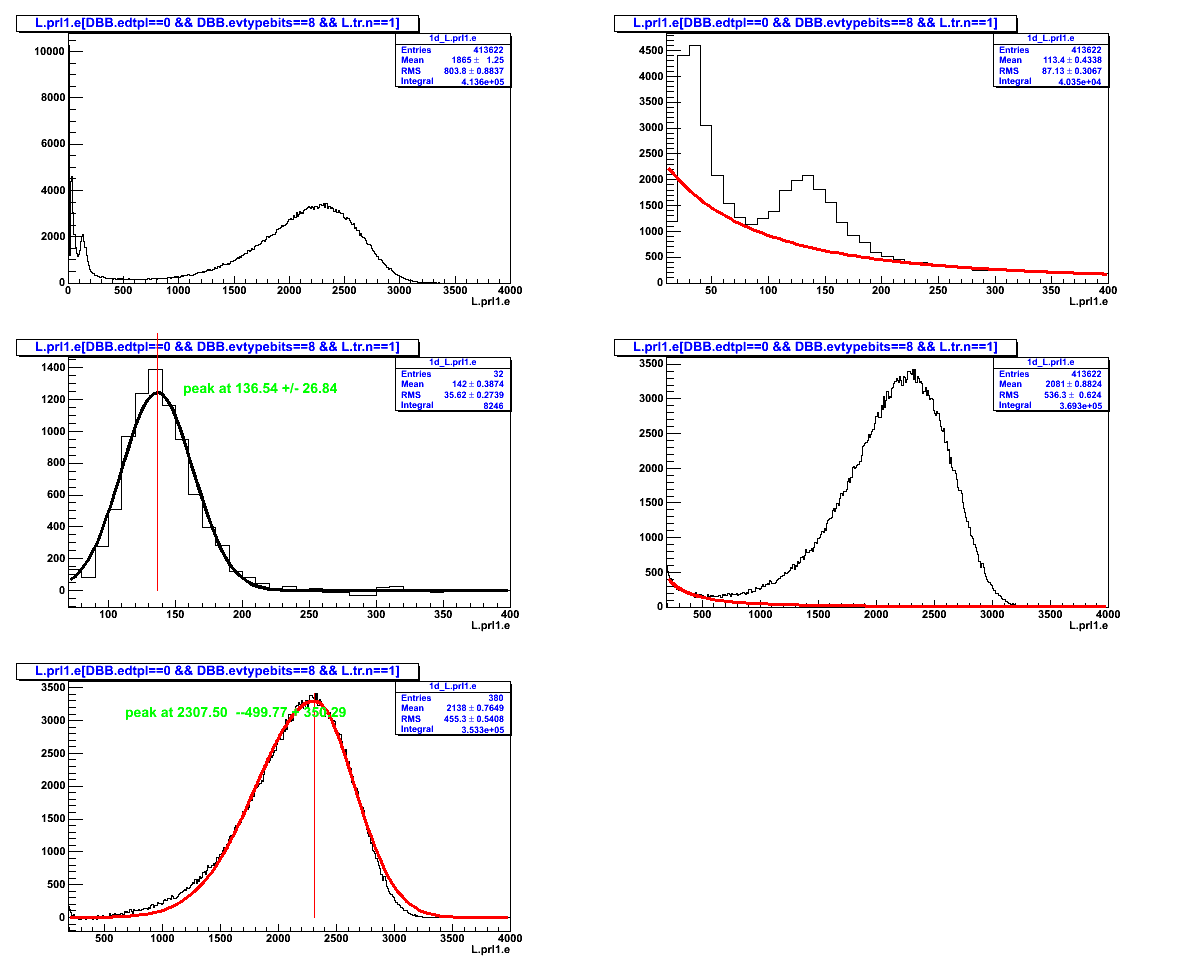 L.prl1.e[DBB.edtpl==0 && DBB.evtypebits==8 && L.tr.n==1]
1d_L.prl1.e
Entries 413622
Mean 1865 ± 1.25
RMS 803.8 ± 0.8837
Integral 4.136e+05
10000
8000
6000
4000
2000
0
0 500 1000 1500 2000 2500 3000 3500 4000
L.prl1.e
L.prl1.e[DBB.edtpl==0 && DBB.evtypebits==8 && L.tr.n==1]
1d_L.prl1.e
Entries 413622
Mean 113.4 ± 0.4338
RMS 87.13 ± 0.3067
Integral 4.035e+04
4500
4000
3500
3000
2500
2000
1500
1000
500
0
50 100 150 200 250 300 350 400
L.prl1.e
L.prl1.e[DBB.edtpl==0 && DBB.evtypebits==8 && L.tr.n==1]
1d_L.prl1.e
Entries 32
Mean 142 ± 0.3874
RMS 35.62 ± 0.2739
Integral 8246
peak at 136.54 +/- 26.84
1400
1200
1000
800
600
400
200
0
100 150 200 250 300 350 400
L.prl1.e
L.prl1.e[DBB.edtpl==0 && DBB.evtypebits==8 && L.tr.n==1]
1d_L.prl1.e
Entries 413622
Mean 2081 ± 0.8824
RMS 536.3 ± 0.624
Integral 3.693e+05
3500
3000
2500
2000
1500
1000
500
0
500 1000 1500 2000 2500 3000 3500 4000
L.prl1.e
L.prl1.e[DBB.edtpl==0 && DBB.evtypebits==8 && L.tr.n==1]
1d_L.prl1.e
Entries 380
Mean 2138 ± 0.7649
RMS 455.3 ± 0.5408
Integral 3.533e+05
peak at 2307.50 --499.77 + 350.29
3500
3000
2500
2000
1500
1000
500
0
500 1000 1500 2000 2500 3000 3500 4000
L.prl1.e